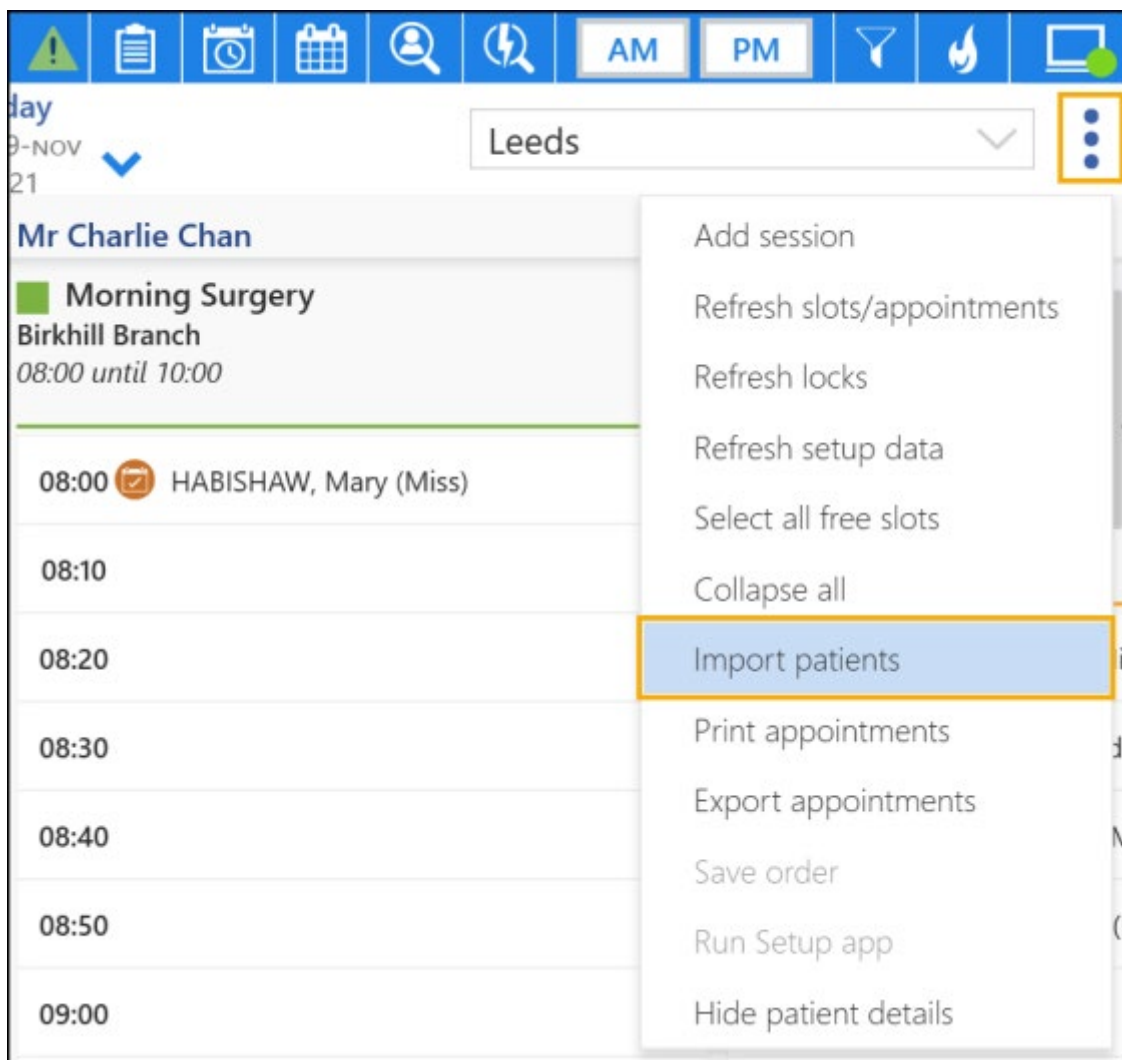 AM PM
day
9-NOV
21
Leeds
Mr Charlie Chan
Morning Surgery
Birkhill Branch
08:00 until 10:00
08:00 HABISHAW, Mary (Miss)
08:10
08:20
08:30
08:40
08:50
09:00
Add session
Refresh slots/appointments
Refresh locks
Refresh setup data
Select all free slots
Collapse all
Import patients
Print appointments
Export appointments
Save order
Run Setup app
Hide patient details